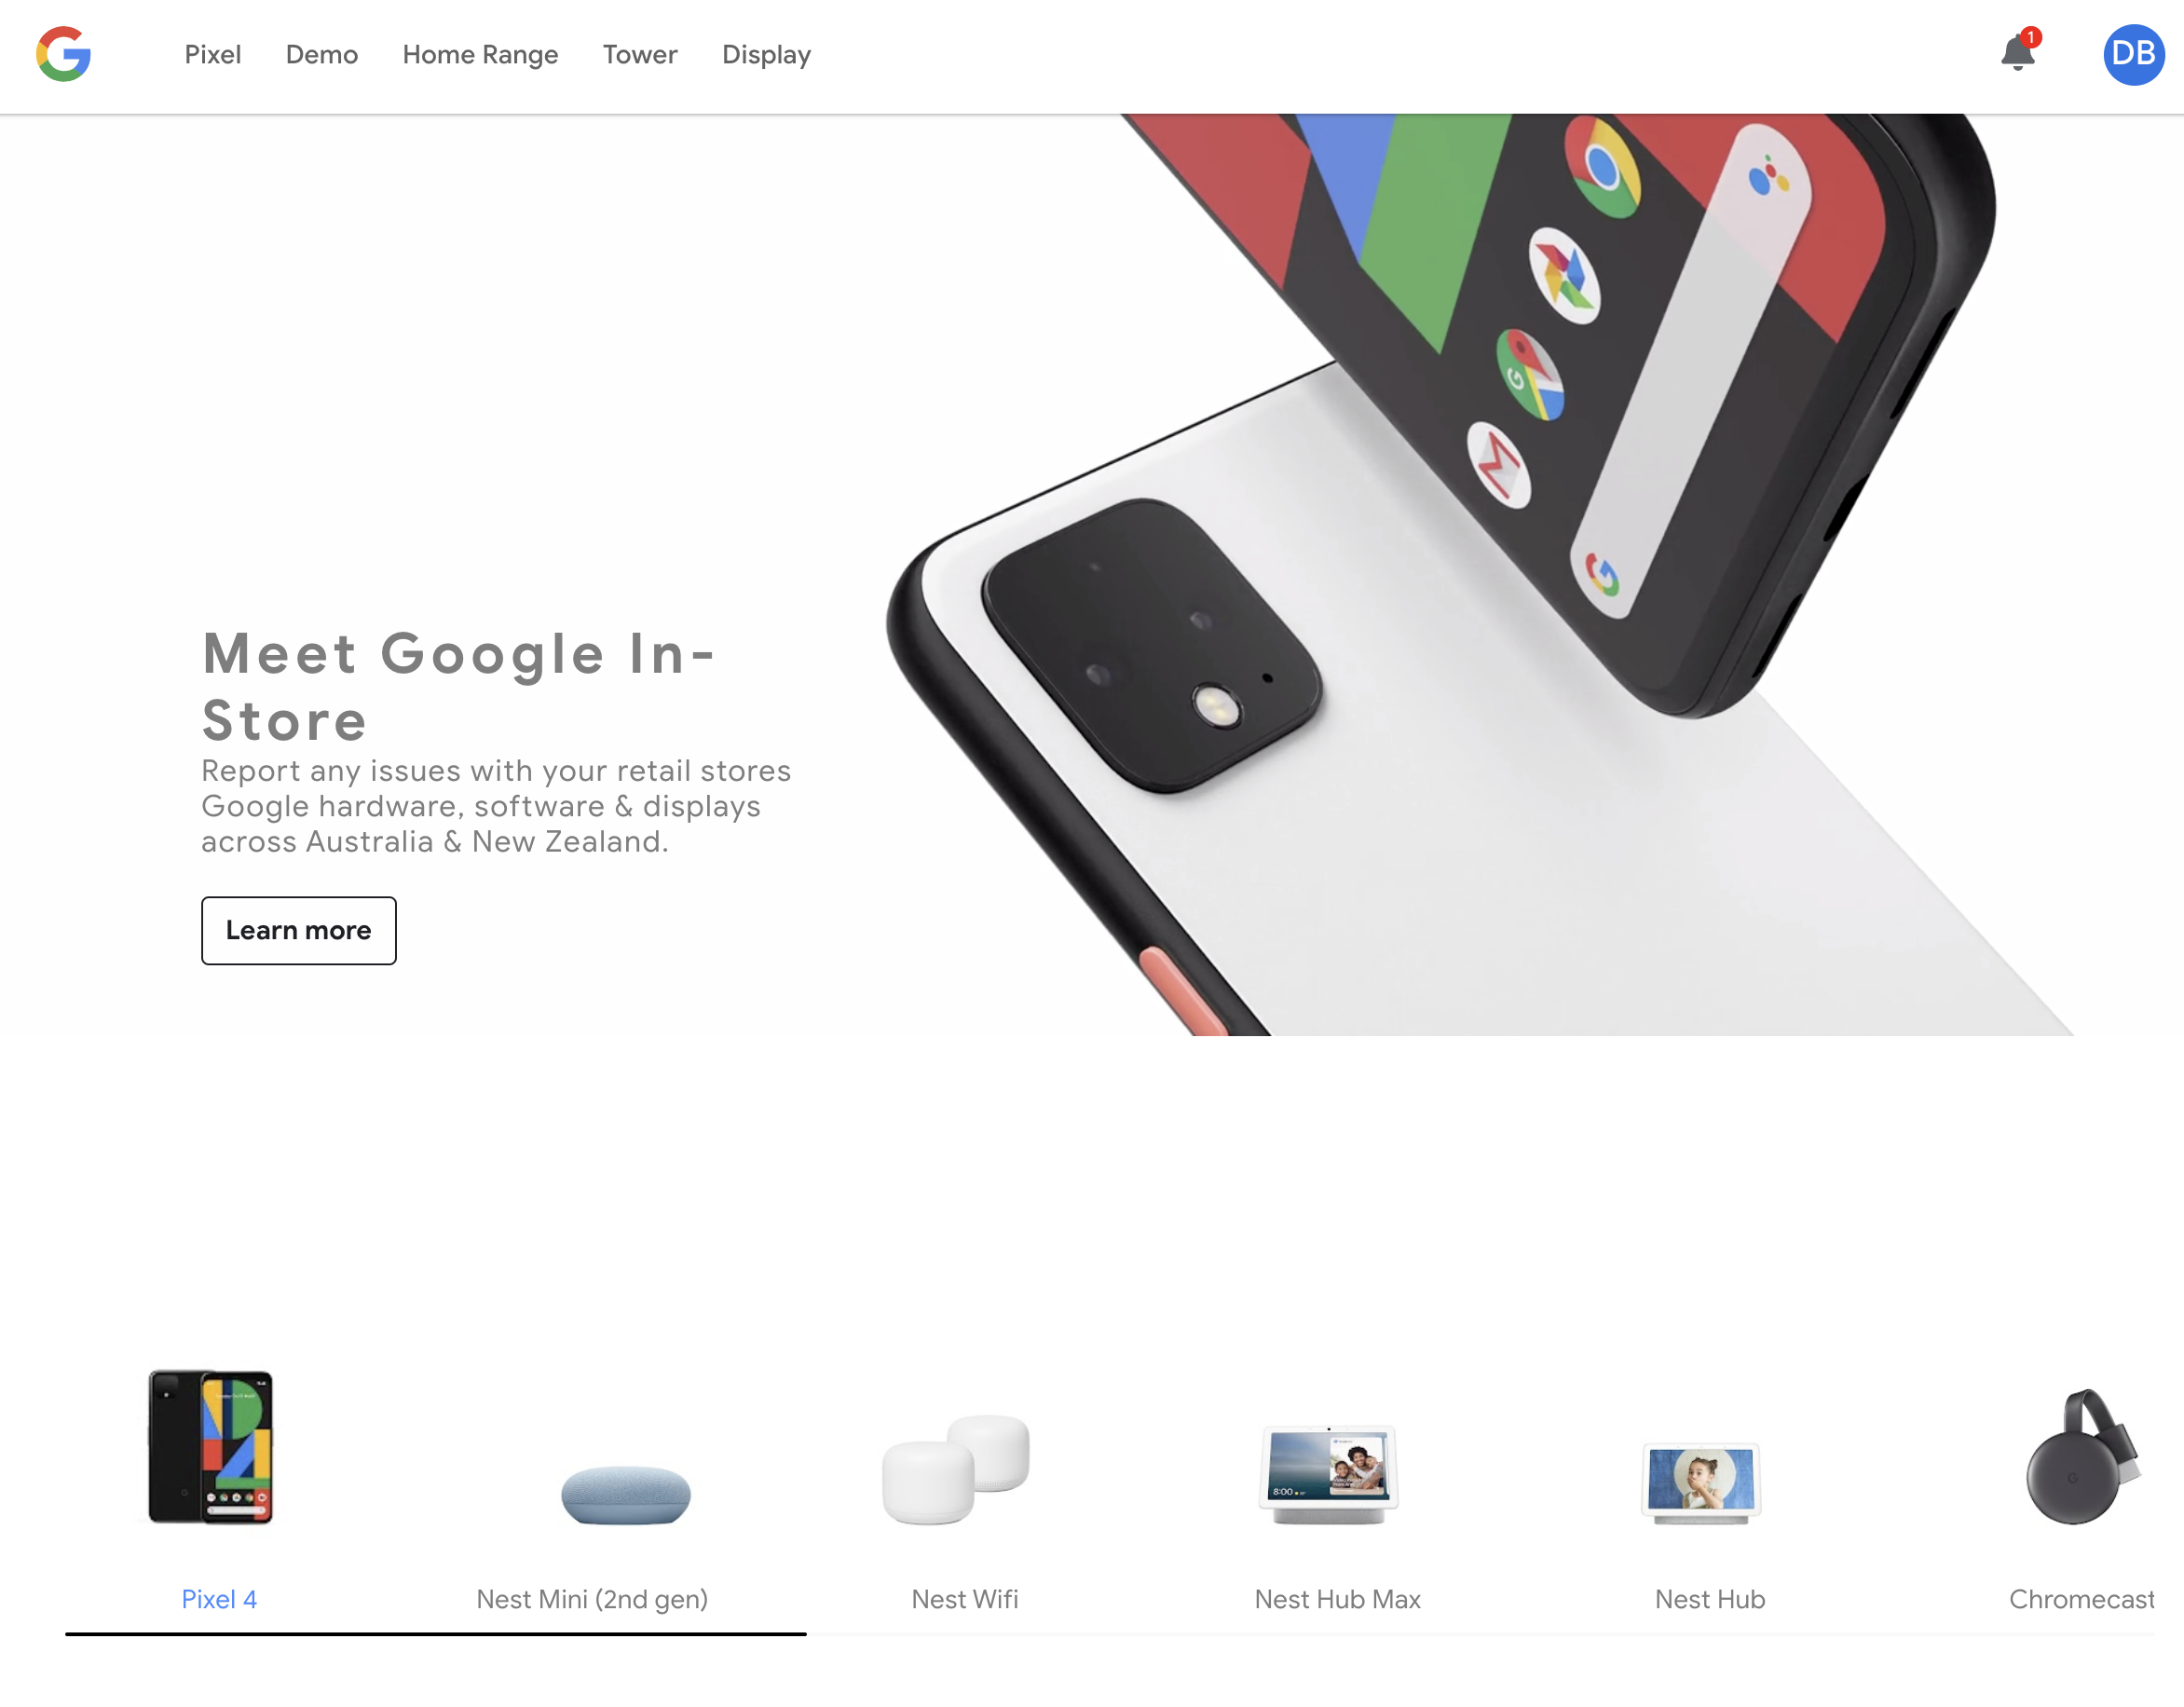 Pixel
Demo
Home Range
Tower
Display
1
DB
Meet Google In-
Store
Report any issues with your retail stores
Google hardware, software & displays
across Australia & New Zealand.
Learn more
8:00
Pixel 4
Nest Mini (2nd gen)
Nest Wifi
Nest Hub Max
Nest Hub
Chromecast